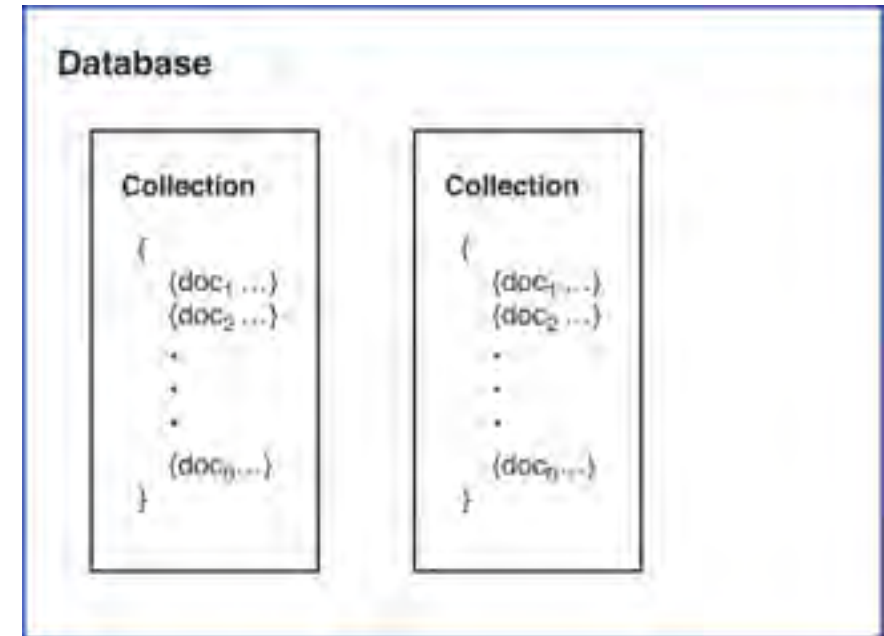 Database
Collection
{
{doc₁ ...}
{doc₂ ...}
.
.
.
{docₙ...}
}
Collection
{
{doc₁ ...}
{doc₂ ...}
.
.
.
{docₙ...}
}